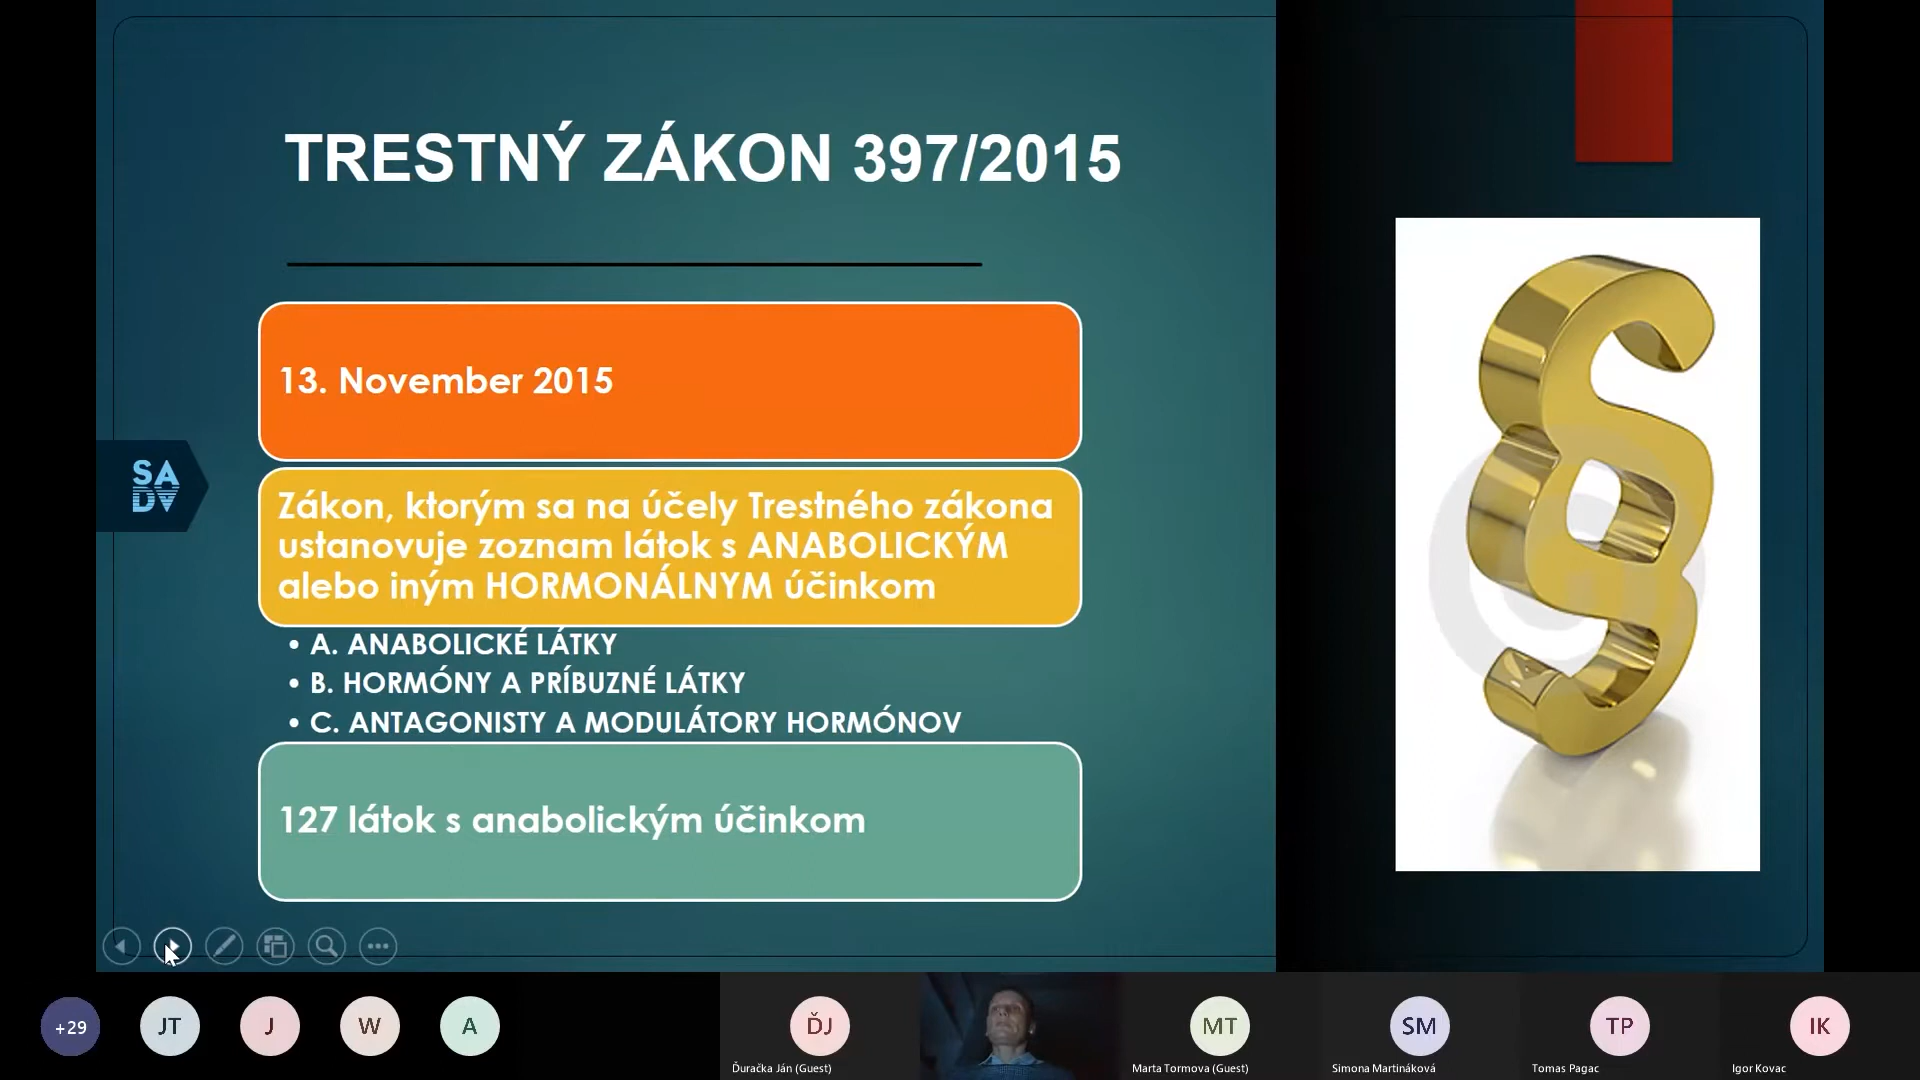 TRESTNÝ ZÁKON 397/2015
13. November 2015
SA
DV
Zákon, ktorým sa na účely Trestného zákona
ustanovuje zoznam látok s ANABOLICKÝM
alebo iným HORMONÁLNYM účinkom
• A. ANABOLICKÉ LÁTKY
• B. HORMÓNY A PRÍBUZNÉ LÁTKY
• C. ANTAGONISTY A MODULÁTORY HORMÓNOV
127 látok s anabolickým účinkom
+29
JT
J
W
A
ĎJ
MT
SM
TP
IK
Ďuračka Ján (Guest)
Marta Tormova (Guest)
Simona Martináková
Tomas Pagac
Igor Kovac